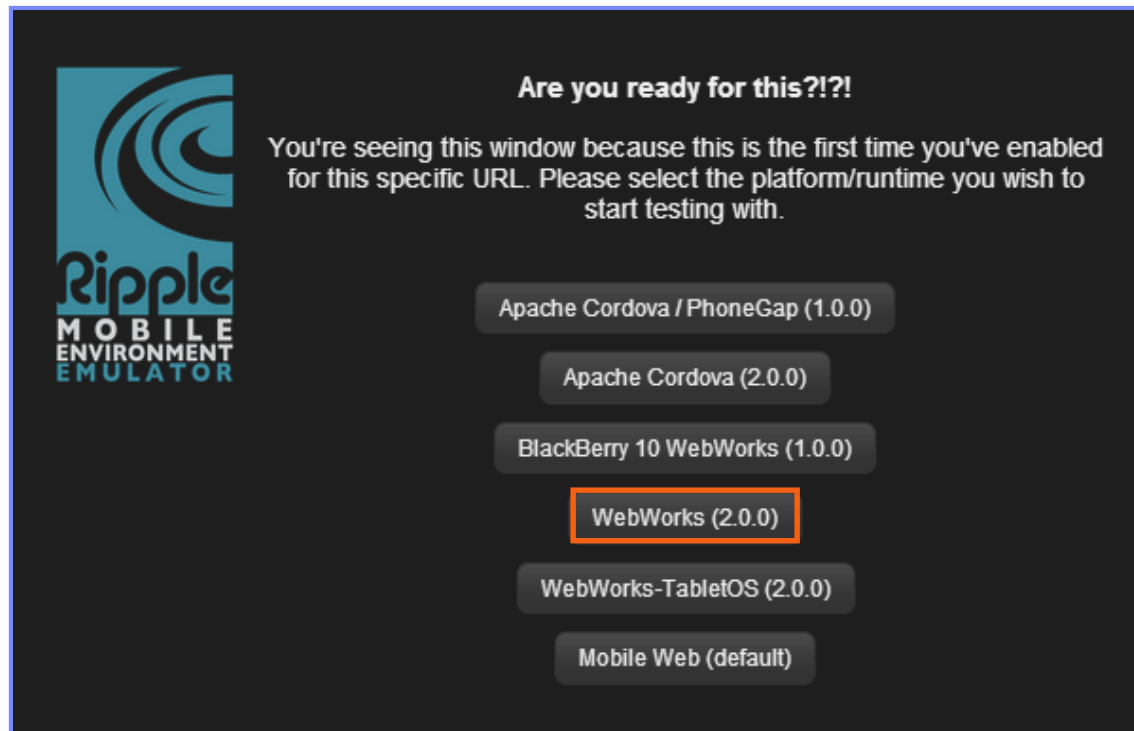 Ripple
MOBILE
ENVIRONMENT
EMULATOR
Are you ready for this?!?!
You're seeing this window because this is the first time you've enabled
for this specific URL. Please select the platform/runtime you wish to
start testing with.
Apache Cordova / PhoneGap (1.0.0)
Apache Cordova (2.0.0)
BlackBerry 10 WebWorks (1.0.0)
WebWorks (2.0.0)
WebWorks-TabletOS (2.0.0)
Mobile Web (default)